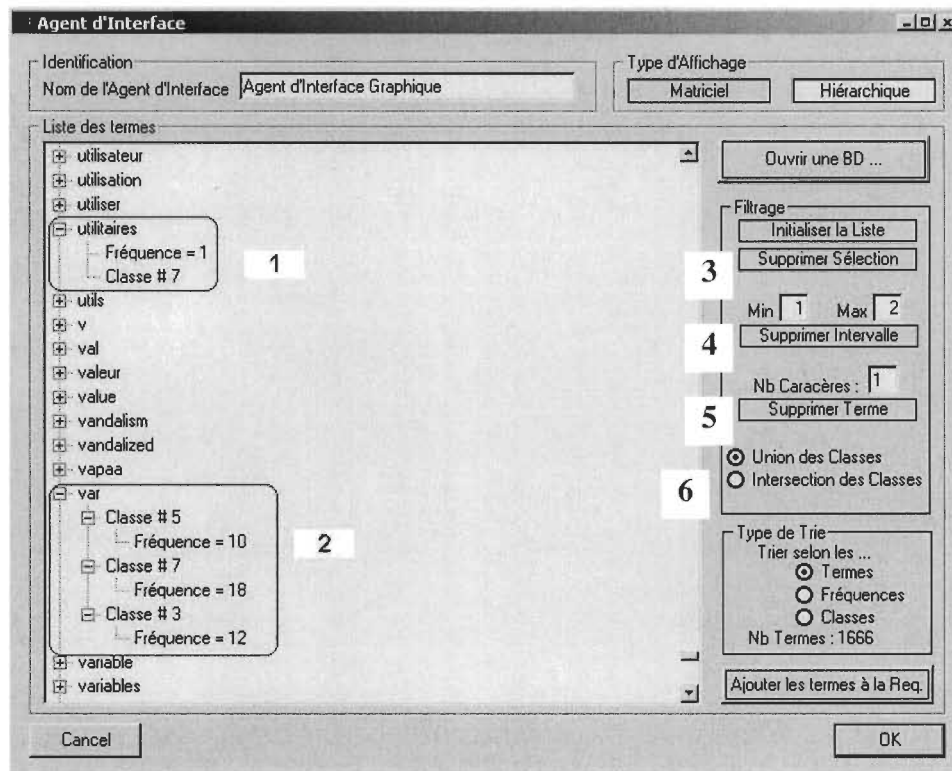 Agent d'Interface
Identification
Nom de l'Agent d'Interface Agent d'Interface Graphique
Type d'Affichage
Matriciel Hiérarchique
Liste des termes
utilisateur
utilisation
utiliser
utilitaires
Fréquence = 1
Classe # 7
1
utils
v
val
valeur
value
vandalism
vandalized
vapaa
var
Classe # 5
Fréquence = 10
Classe # 7
Fréquence = 18
Classe # 3
Fréquence = 12
2
variable
variables
Ouvrir une BD ...
Filtrage
Initialiser la Liste
Supprimer Sélection
3
Min 1 Max 2
Supprimer Intervalle
4
Nb Caracères : 1
Supprimer Terme
5
Union des Classes
Intersection des Classes
6
Type de Trie
Trier selon les ...
Termes
Fréquences
Classes
Nb Termes : 1666
Ajouter les termes à la Req.
Cancel OK